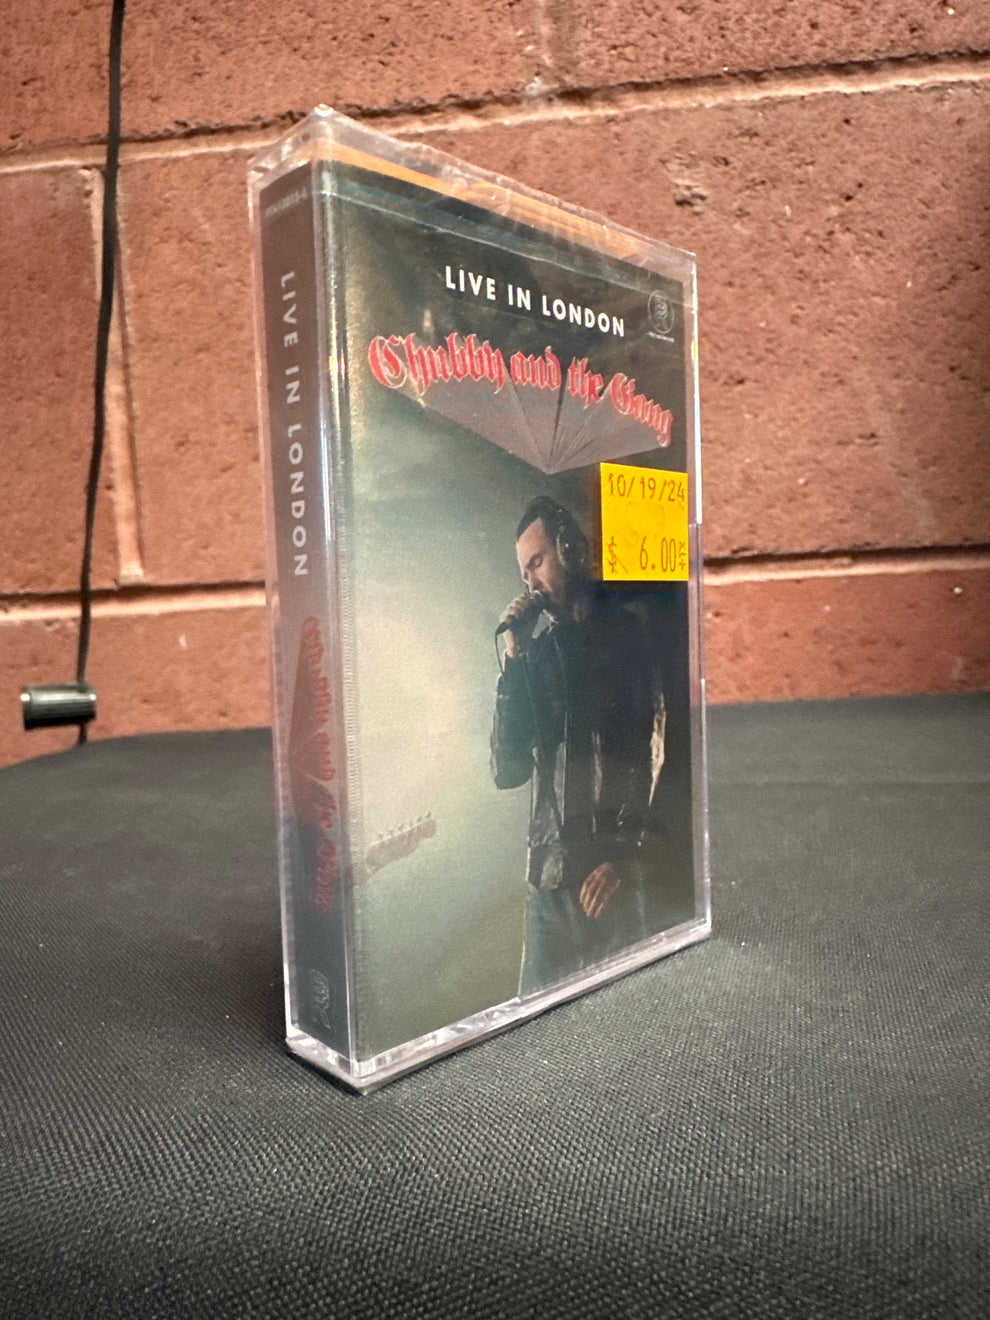 LIVE IN LONDON
Chubby and the Gang
10/19/24
$ 6.00
LIVE IN LONDON
Chubby and the Gang